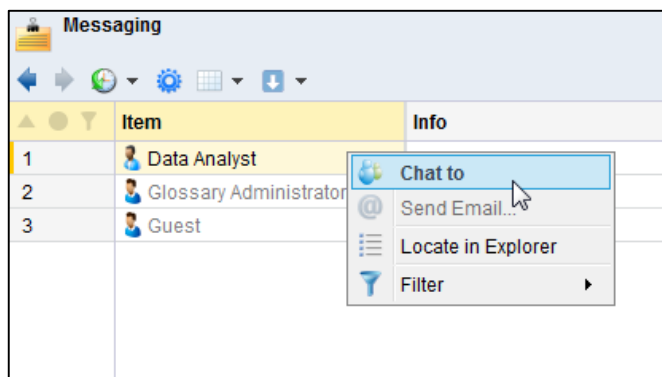 Messaging
Item Info
1 Data Analyst
Chat to
2 Glossary Administrator
Send Email...
3 Guest
Locate in Explorer
Filter